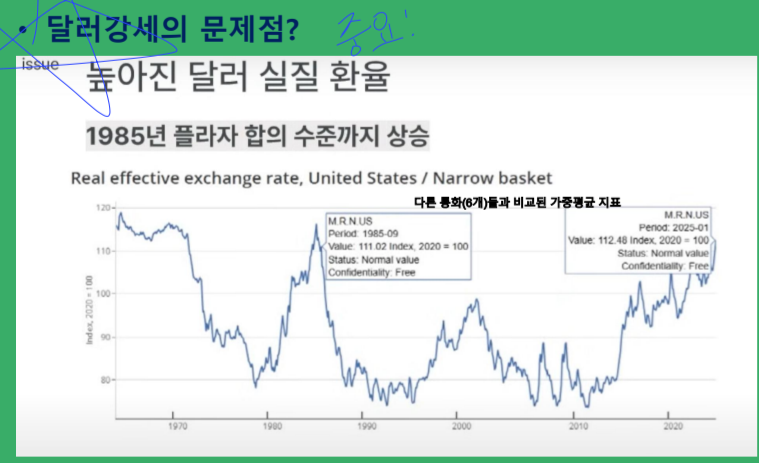 • 달러강세의 문제점? 중요!
issue
높아진 달러 실질 환율
1985년 플라자 합의 수준까지 상승
Real effective exchange rate, United States / Narrow basket
다른 통화(6개)들과 비교된 가중평균 지표
M.R.N.US
Period: 1985-09
Value: 111.02 Index, 2020 = 100
Status: Normal value
Confidentiality: Free
M.R.N.US
Period: 2025-01
Value: 112.48 Index, 2020 = 100
Status: Normal value
Confidentiality: Free
Index, 2020 = 100
120
110
100
90
80
1970 1980 1990 2000 2010 2020